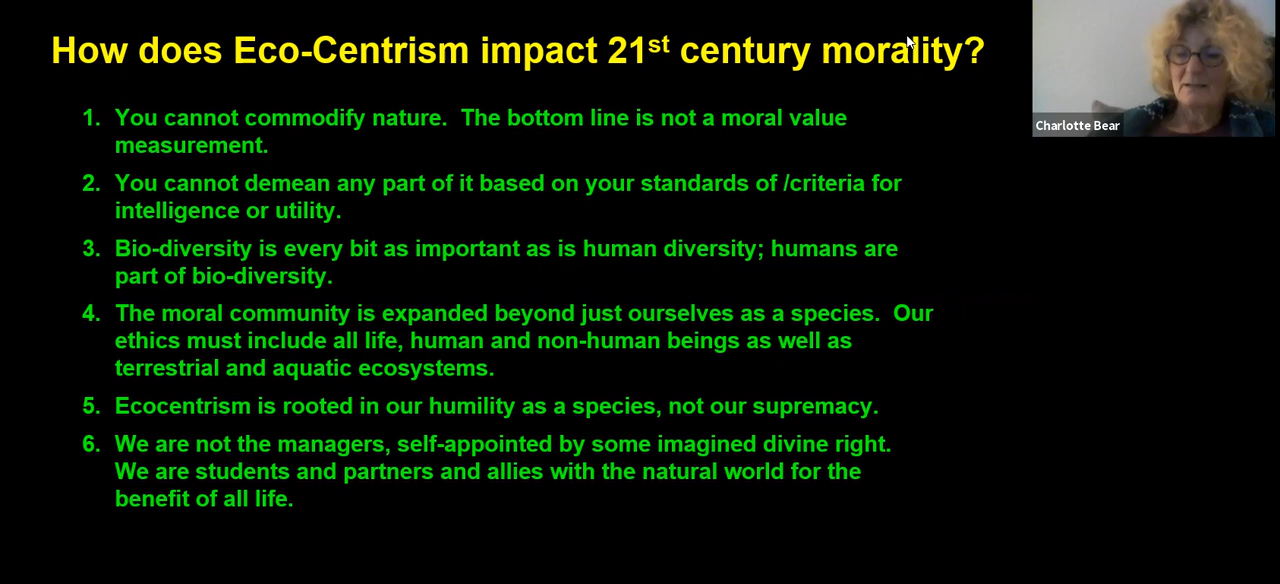 How does Eco-Centrism impact 21st century morality?
1. You cannot commodify nature.  The bottom line is not a moral value
measurement.
2. You cannot demean any part of it based on your standards of /criteria for
intelligence or utility.
3. Bio-diversity is every bit as important as is human diversity; humans are
part of bio-diversity.
4. The moral community is expanded beyond just ourselves as a species.  Our
ethics must include all life, human and non-human beings as well as
terrestrial and aquatic ecosystems.
5. Ecocentrism is rooted in our humility as a species, not our supremacy.
6. We are not the managers, self-appointed by some imagined divine right.
We are students and partners and allies with the natural world for the
benefit of all life.
Charlotte Bear